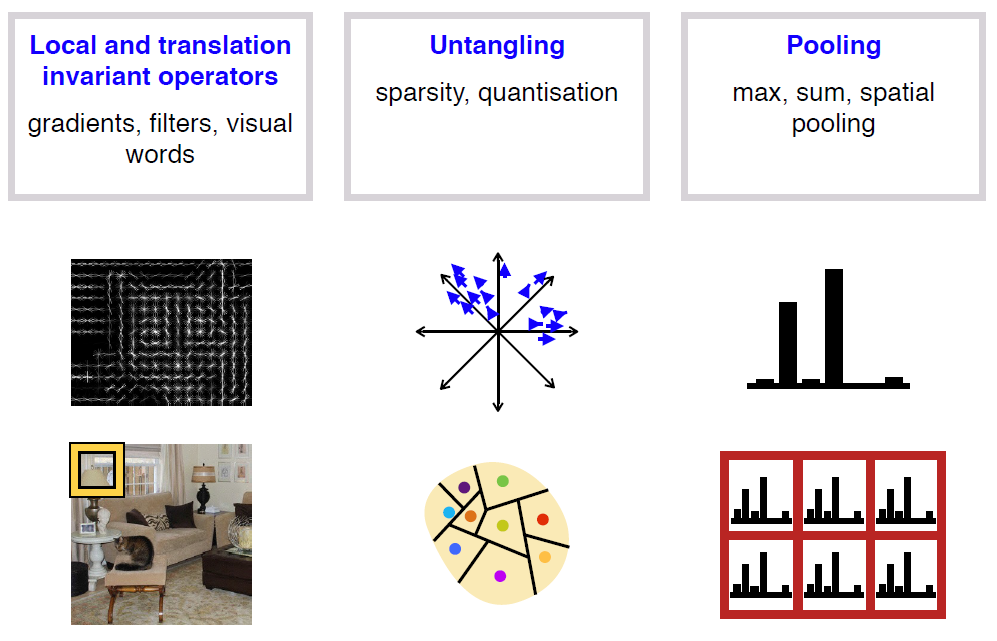 Local and translation
invariant operators
gradients, filters, visual
words
Untangling
sparsity, quantisation
Pooling
max, sum, spatial
pooling